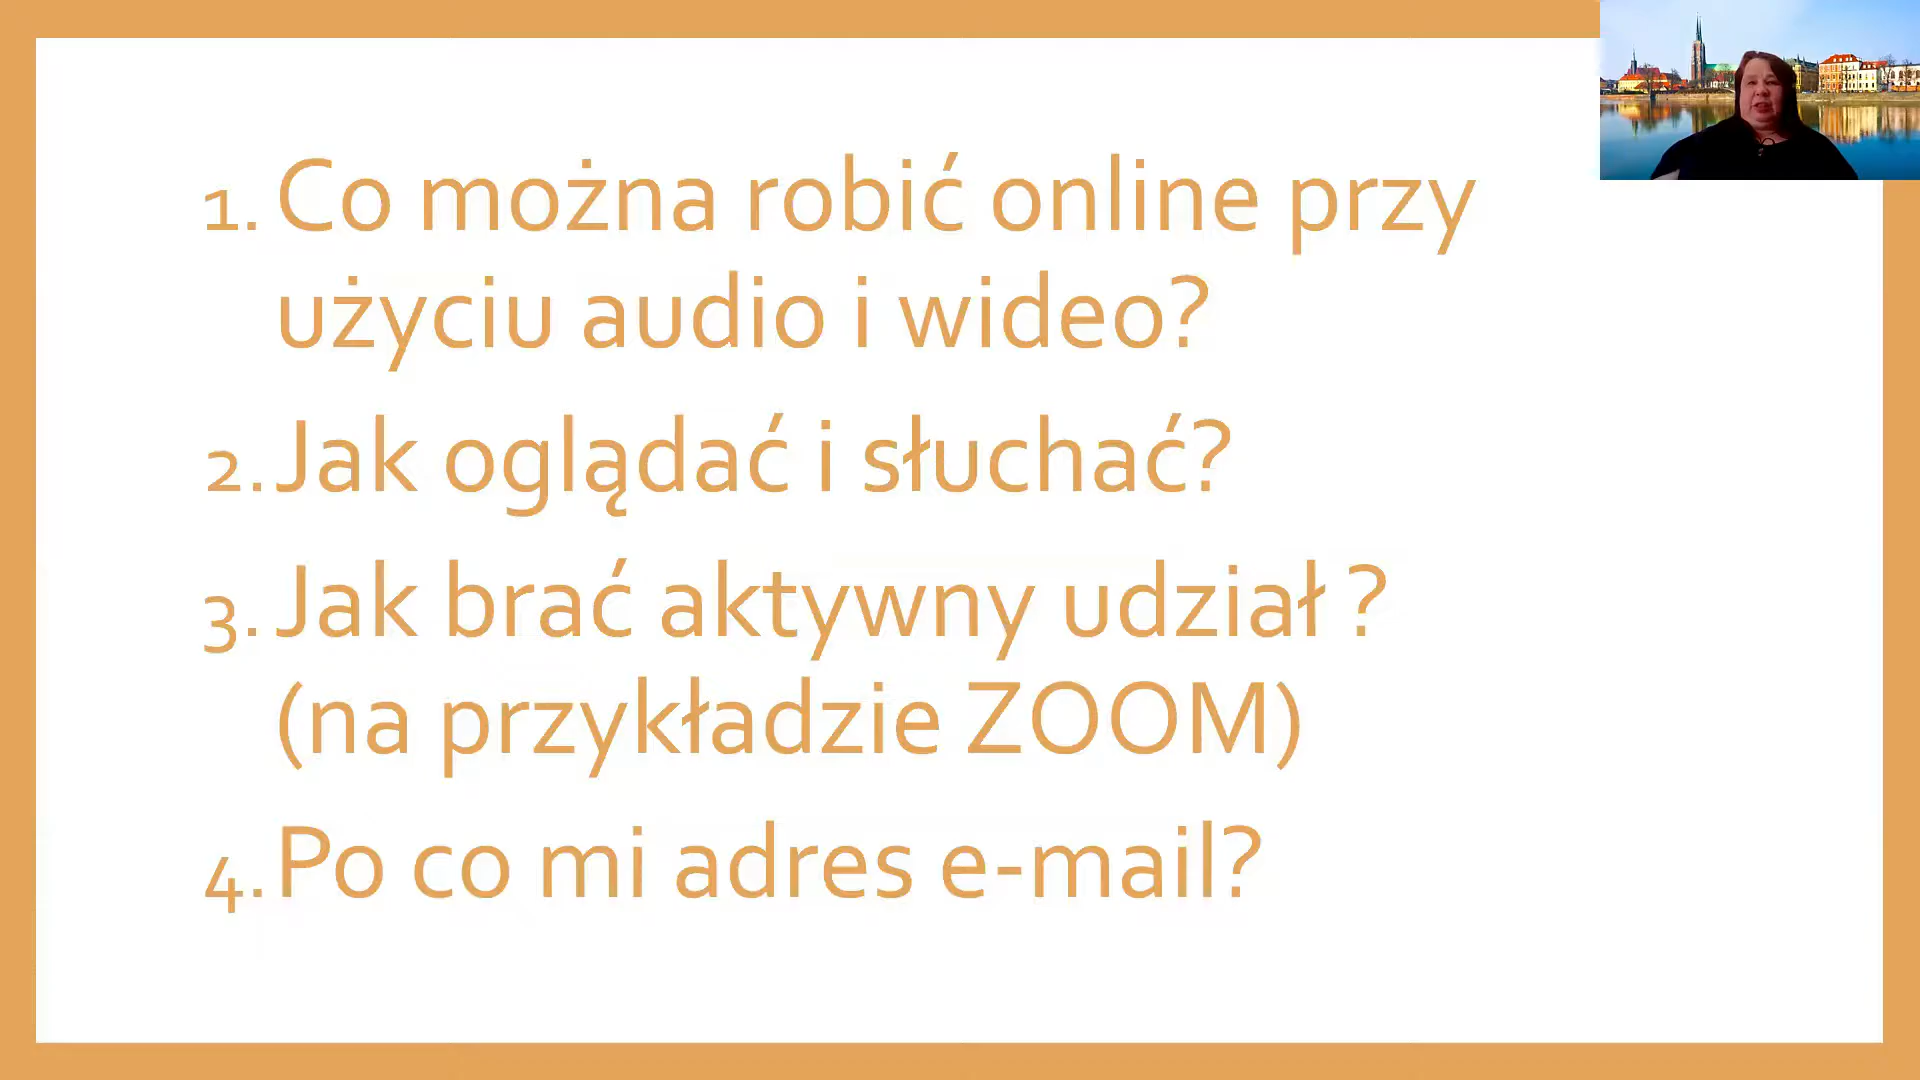 1. Co można robić online przy
użyciu audio i wideo?
2. Jak oglądać i słuchać?
3. Jak brać aktywny udział ?
(na przykładzie ZOOM)
4. Po co mi adres e-mail?